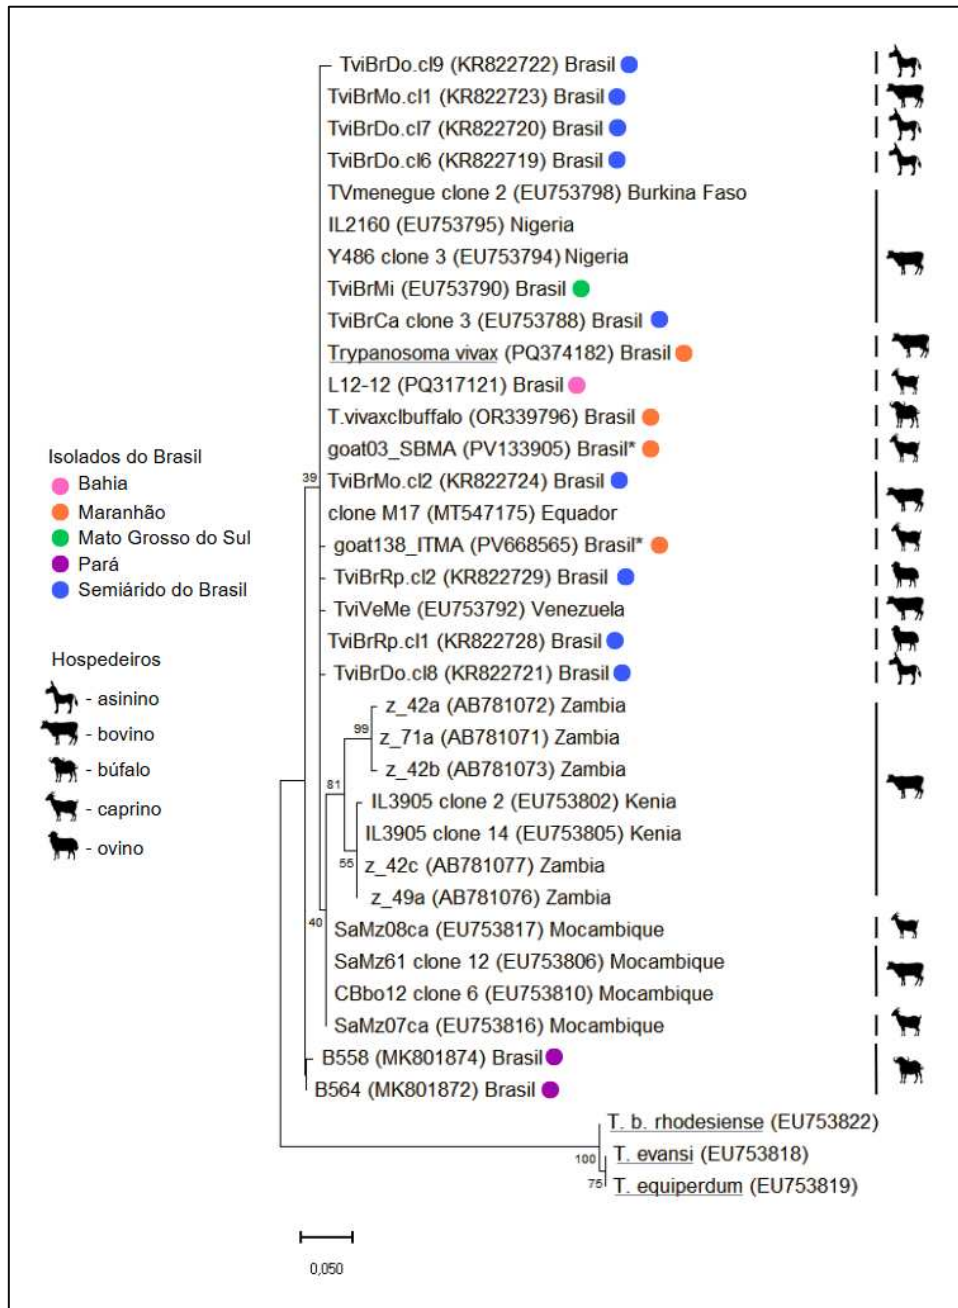 TviBrDo.cl9 (KR822722) Brasil
TviBrMo.cl1 (KR822723) Brasil
TviBrDo.cl7 (KR822720) Brasil
TviBrDo.cl6 (KR822719) Brasil
TVmenegue clone 2 (EU753798) Burkina Faso
IL2160 (EU753795) Nigeria
Y486 clone 3 (EU753794) Nigeria
TviBrMi (EU753790) Brasil
TviBrCa clone 3 (EU753788) Brasil
Trypanosoma vivax (PQ374182) Brasil
L12-12 (PQ317121) Brasil
T.vivaxclbuffalo (OR339796) Brasil
goat03_SBMA (PV133905) Brasil*
TviBrMo.cl2 (KR822724) Brasil
clone M17 (MT547175) Equador
goat138_ITMA (PV668565) Brasil*
TviBrRp.cl2 (KR822729) Brasil
TviVeMe (EU753792) Venezuela
TviBrRp.cl1 (KR822728) Brasil
TviBrDo.cl8 (KR822721) Brasil
z_42a (AB781072) Zambia
z_71a (AB781071) Zambia
z_42b (AB781073) Zambia
IL3905 clone 2 (EU753802) Kenia
IL3905 clone 14 (EU753805) Kenia
z_42c (AB781077) Zambia
z_49a (AB781076) Zambia
SaMz08ca (EU753817) Mocambique
SaMz61 clone 12 (EU753806) Mocambique
CBbo12 clone 6 (EU753810) Mocambique
SaMz07ca (EU753816) Mocambique
B558 (MK801874) Brasil
B564 (MK801872) Brasil
T. b. rhodesiense (EU753822)
T. evansi (EU753818)
T. equiperdum (EU753819)
39
99
81
55
40
100
75
0,050
Isolados do Brasil
Bahia
Maranhão
Mato Grosso do Sul
Pará
Semiárido do Brasil
Hospedeiros
- asinino
- bovino
- búfalo
- caprino
- ovino